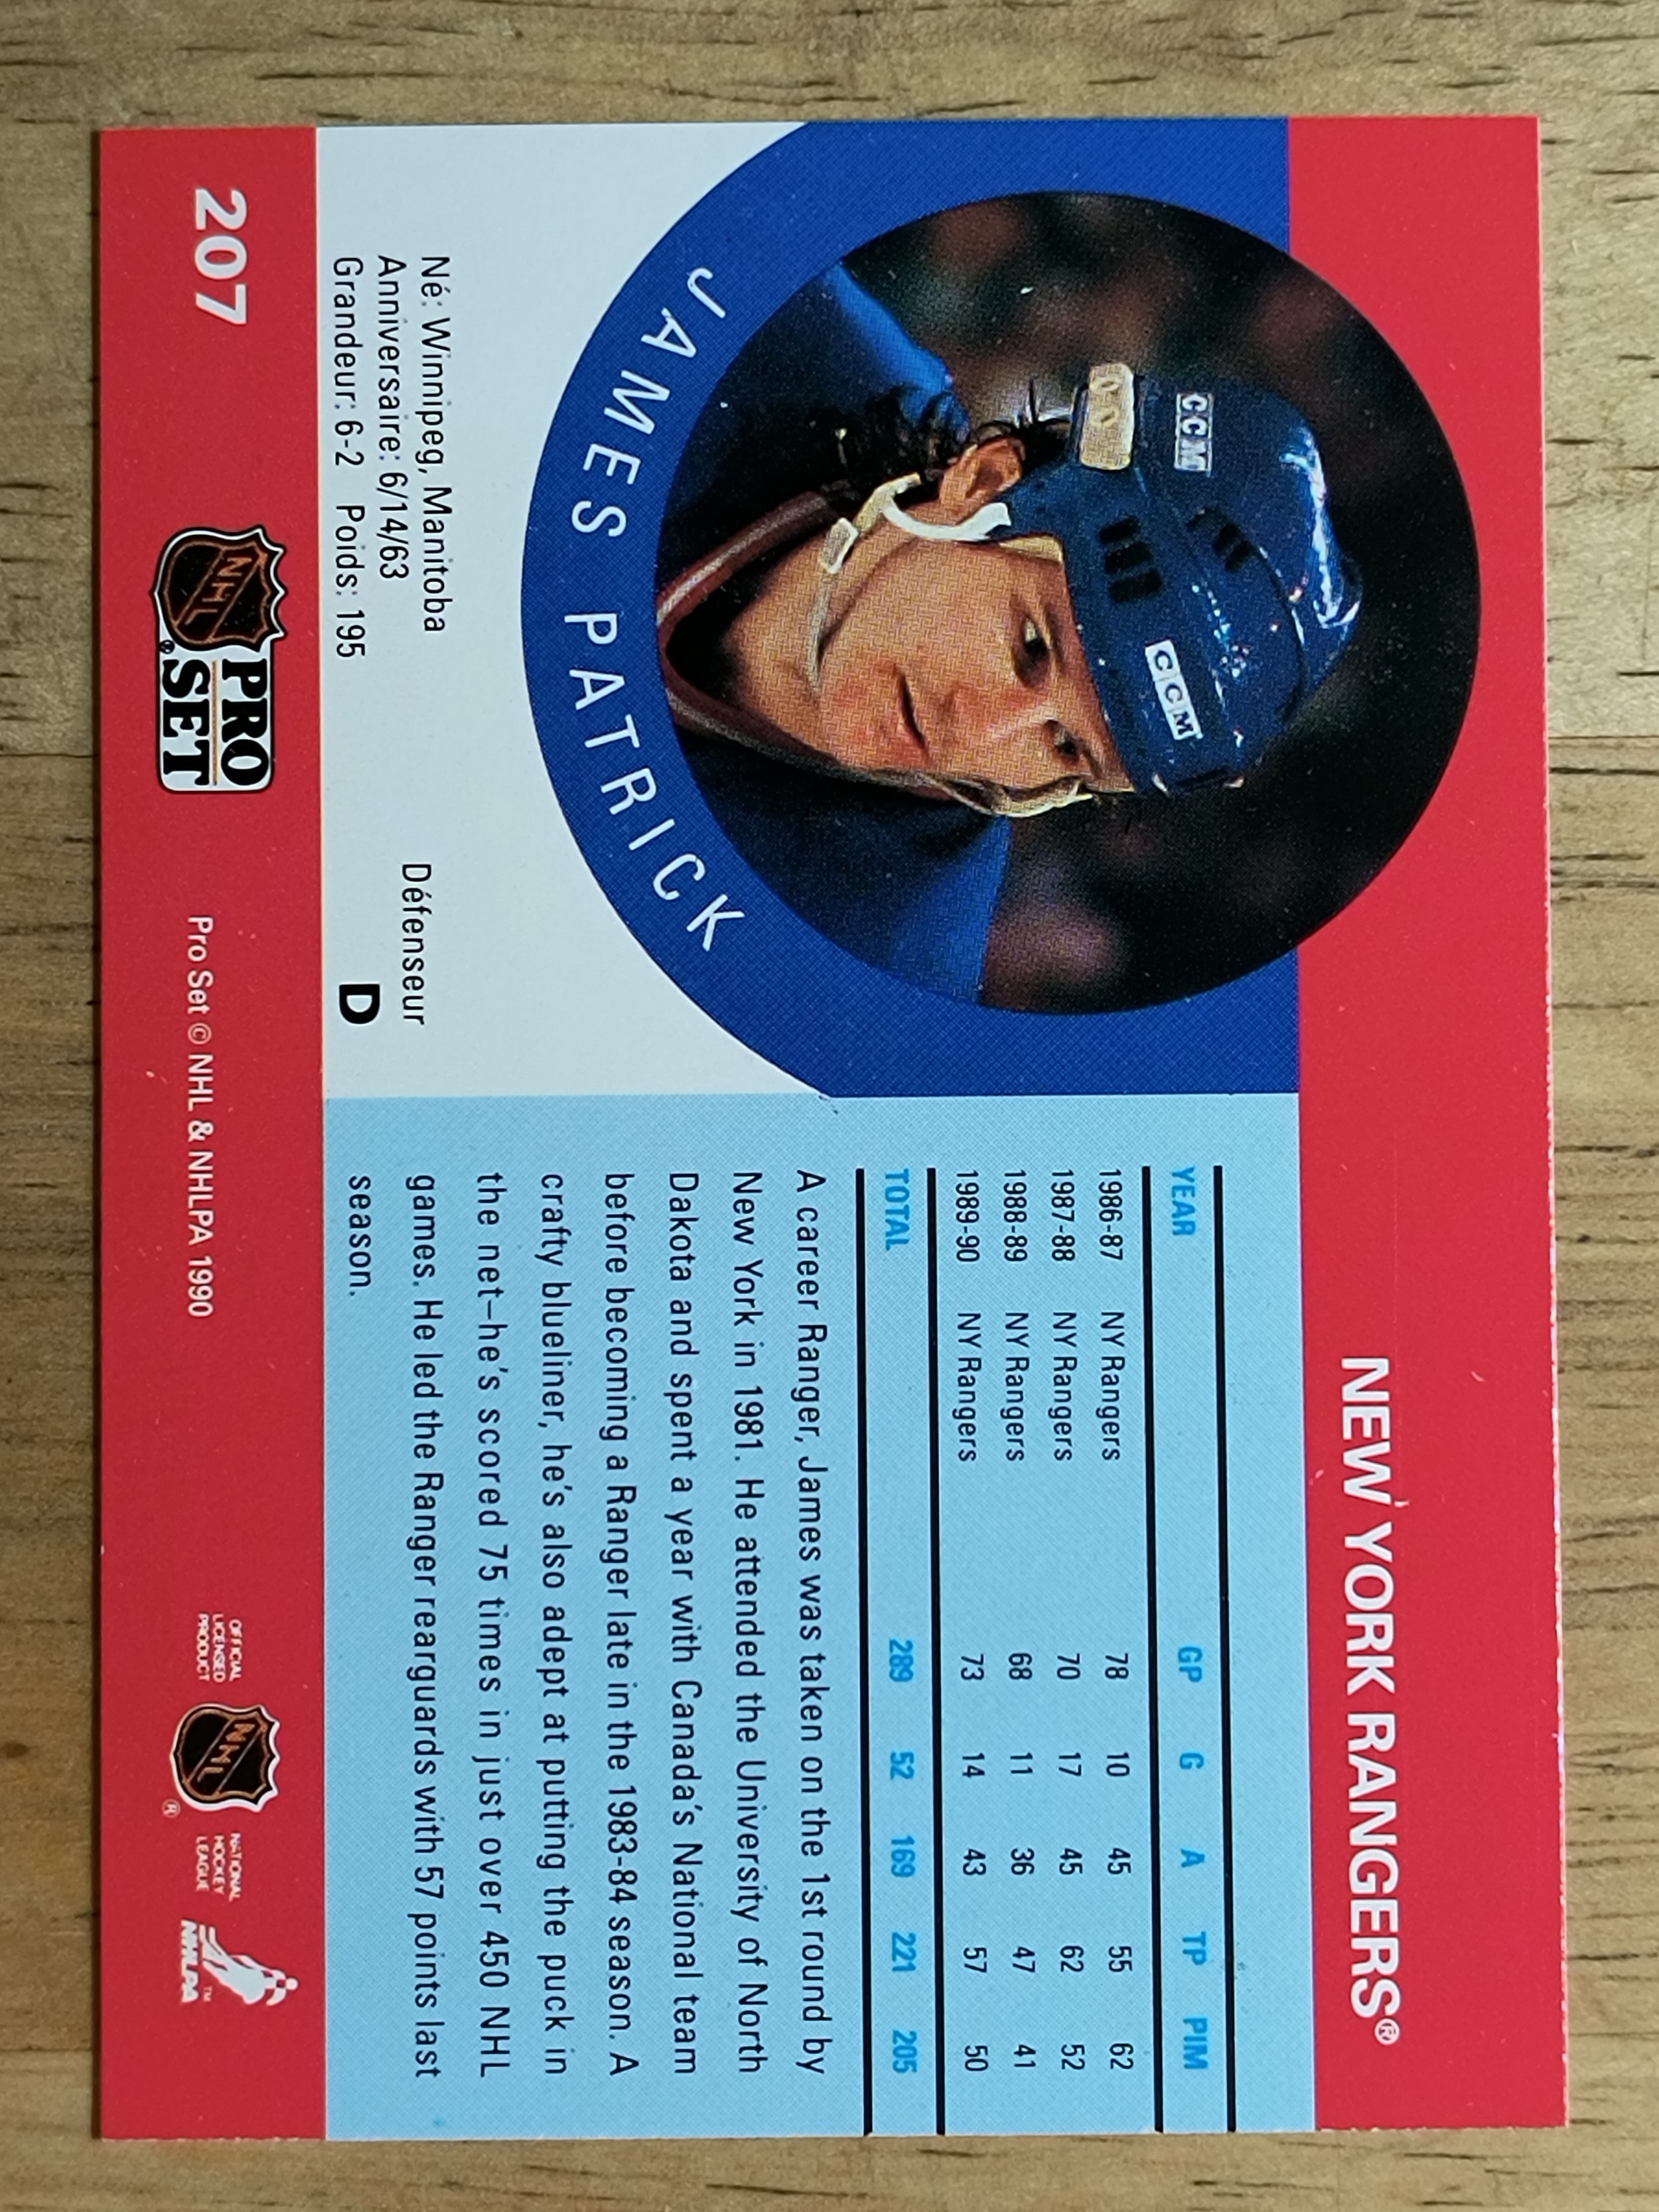 NEW YORK RANGERS®
CCM
CCM
JAMES PATRICK
Né: Winnipeg, Manitoba
Anniversaire: 6/14/63
Grandeur: 6-2 Poids: 195
Défenseur
D
YEAR GP G A TP PIM
1986-87 NY Rangers 78 10 45 55 62
1987-88 NY Rangers 70 17 45 62 52
1988-89 NY Rangers 68 11 36 47 41
1989-90 NY Rangers 73 14 43 57 50
TOTAL 289 52 169 221 205
A career Ranger, James was taken on the 1st round by
New York in 1981. He attended the University of North
Dakota and spent a year with Canada's National team
before becoming a Ranger late in the 1983-84 season. A
crafty blueliner, he's also adept at putting the puck in
the net—he's scored 75 times in just over 450 NHL
games. He led the Ranger rearguards with 57 points last
season.
207
NHL
PRO
SET®
Pro Set © NHL & NHLPA 1990
OFFICIAL
LICENSED
PRODUCT
NHL
®
NATIONAL
HOCKEY
LEAGUE
NHLPA™